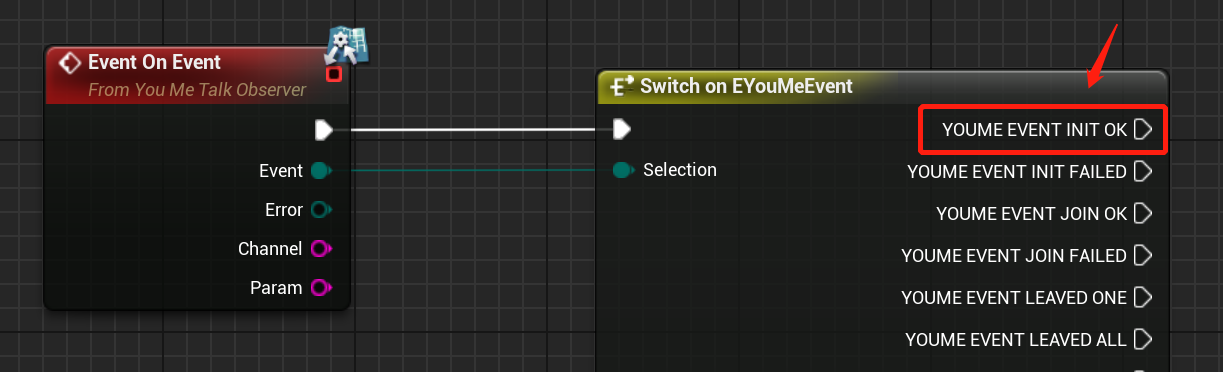 Event On Event
From You Me Talk Observer
Event
Error
Channel
Param
Switch on EYouMeEvent
Selection
YOUME EVENT INIT OK
YOUME EVENT INIT FAILED
YOUME EVENT JOIN OK
YOUME EVENT JOIN FAILED
YOUME EVENT LEAVED ONE
YOUME EVENT LEAVED ALL